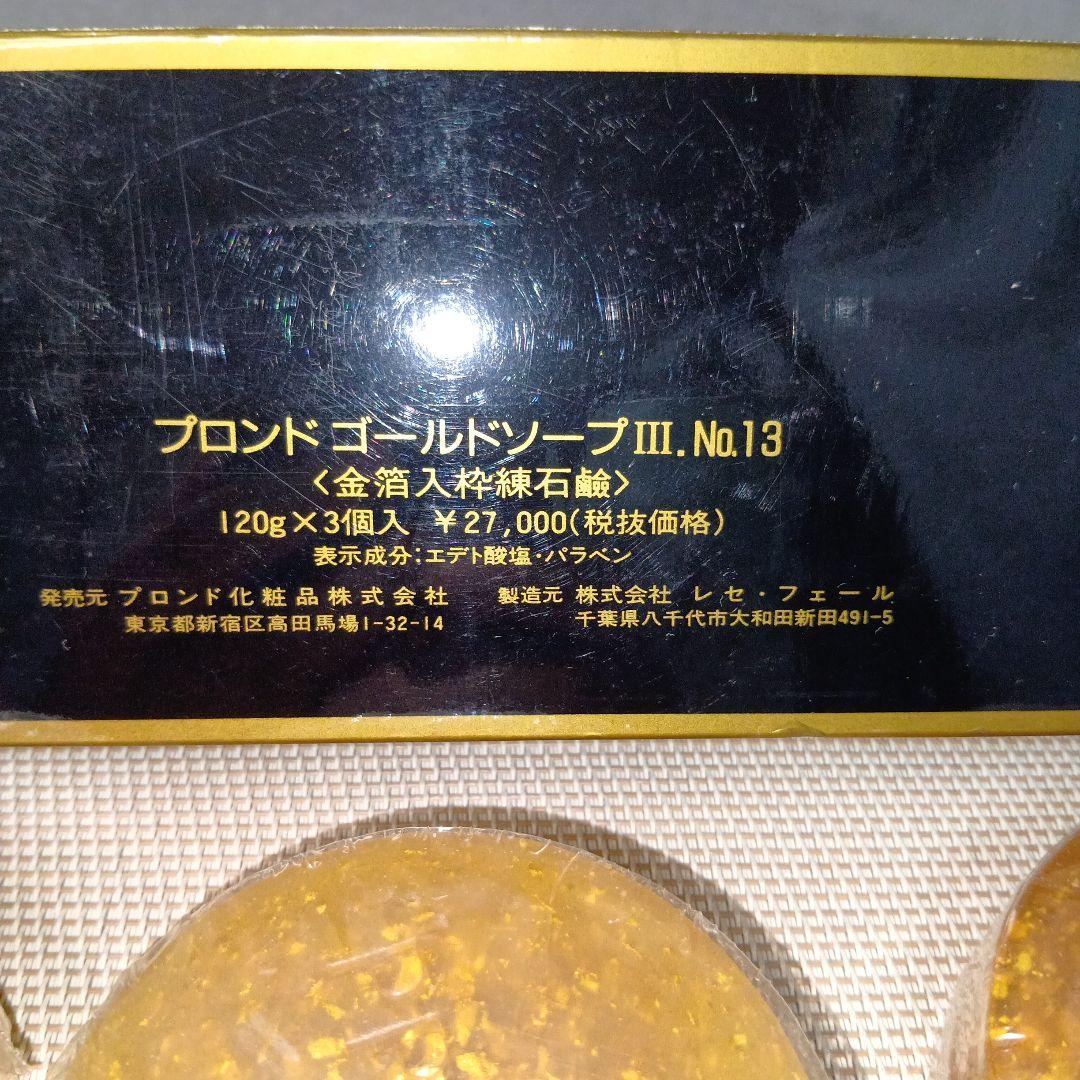 プロンド ゴールドソープⅢ.No.13
〈金箔入枠練石鹼〉
120g×3個入 ¥27,000(税抜価格)
表示成分:エデト酸塩・パラベン
発売元 プロンド化粧品株式会社 製造元 株式会社 レセ・フェール
東京都新宿区高田馬場1-32-14 千葉県八千代市大和田新田491-5